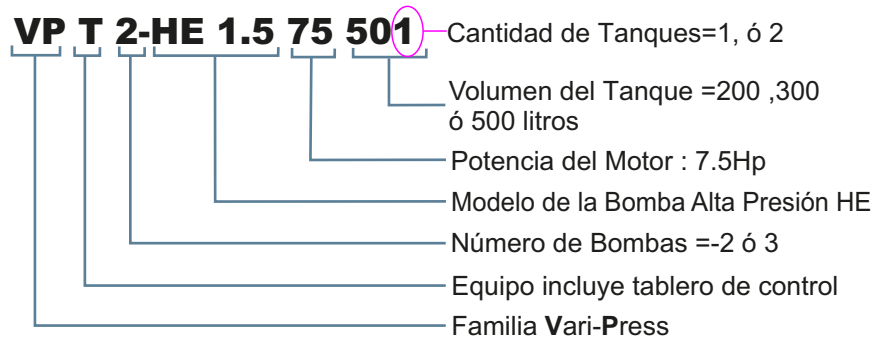 VP T 2-HE 1.5 75 501
Cantidad de Tanques=1, ó 2
Volumen del Tanque =200 ,300
ó 500 litros
Potencia del Motor : 7.5Hp
Modelo de la Bomba Alta Presión HE
Número de Bombas =-2 ó 3
Equipo incluye tablero de control
Familia Vari-Press